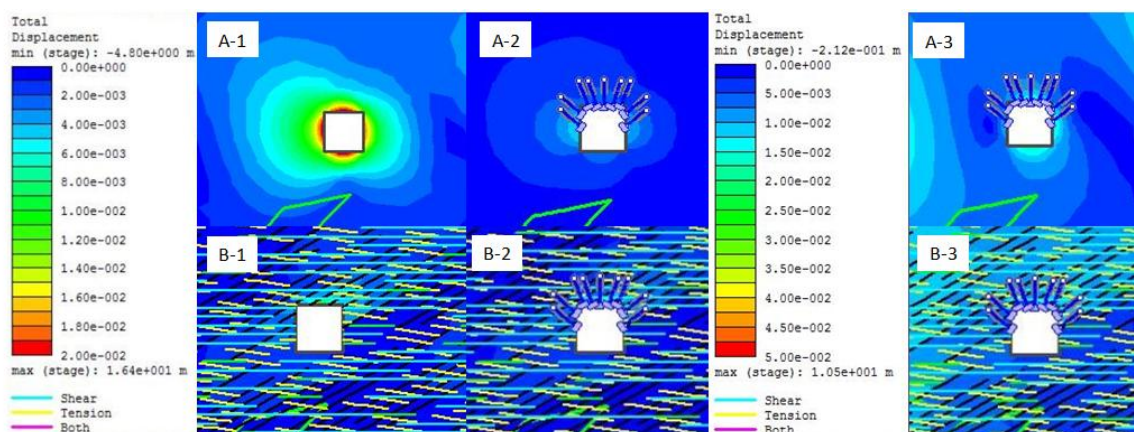 Total
Displacement
min (stage): -4.80e+000 m
0.00e+000
2.00e-003
4.00e-003
6.00e-003
8.00e-003
1.00e-002
1.20e-002
1.40e-002
1.60e-002
1.80e-002
2.00e-002
max (stage): 1.64e+001 m
Shear
Tension
Both
A-1
A-2
B-1
B-2
Total
Displacement
min (stage): -2.12e-001 m
0.00e+000
5.00e-003
1.00e-002
1.50e-002
2.00e-002
2.50e-002
3.00e-002
3.50e-002
4.00e-002
4.50e-002
5.00e-002
max (stage): 1.05e+001 m
Shear
Tension
Both
A-3
B-3